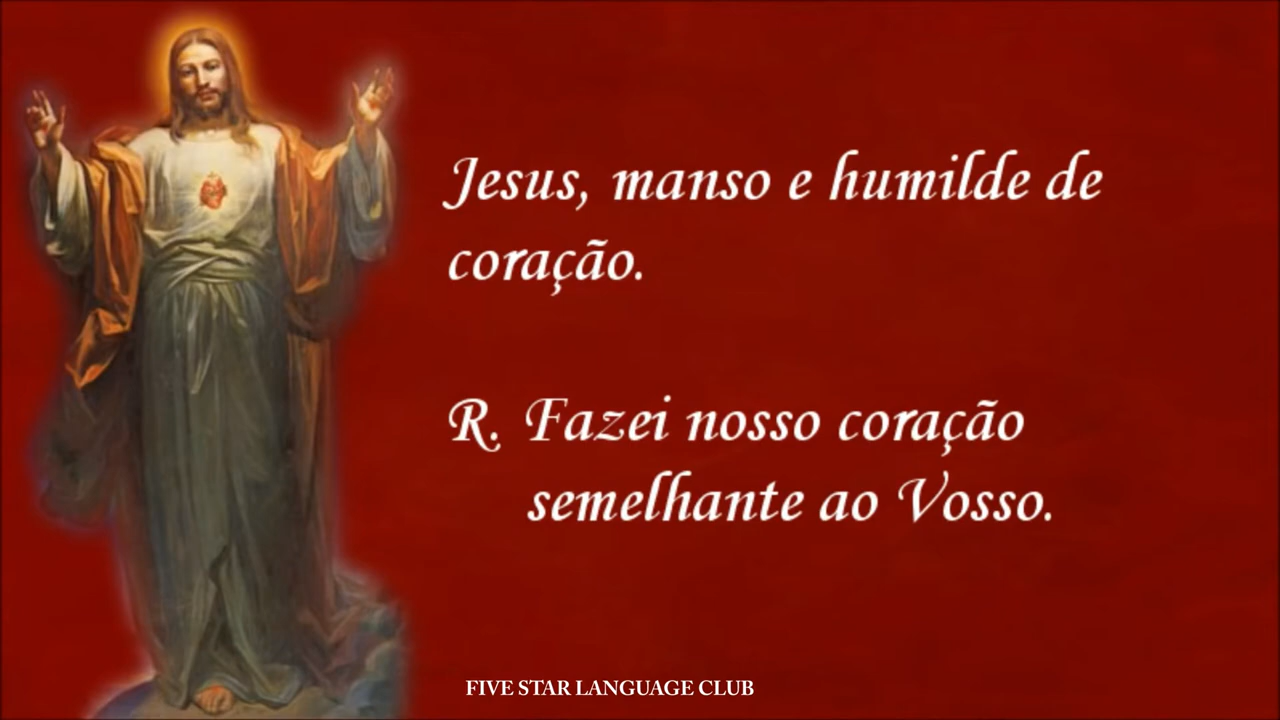 Jesus, manso e humilde de
coração.
R. Fazei nosso coração
semelhante ao Vosso.
FIVE STAR LANGUAGE CLUB